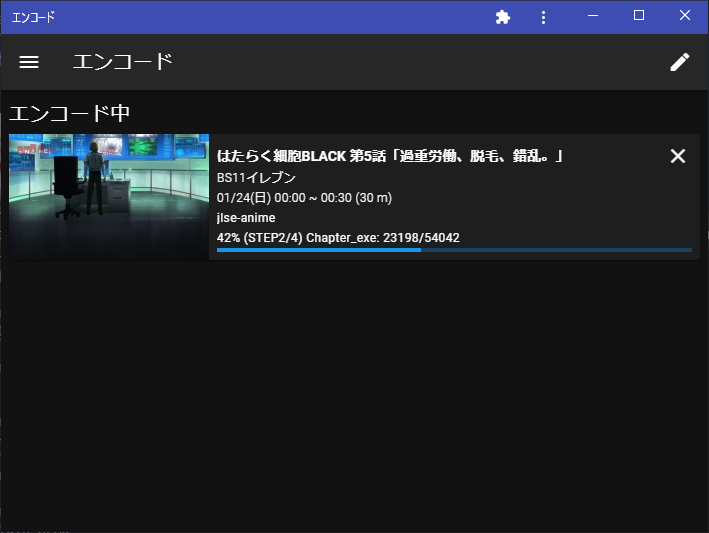 エンコード
エンコード
エンコード中
はたらく細胞BLACK 第5話「過重労働、脱毛、錯乱。」
BS11イレブン
01/24(日) 00:00 ~ 00:30 (30 m)
jlse-anime
42% (STEP2/4) Chapter_exe: 23198/54042